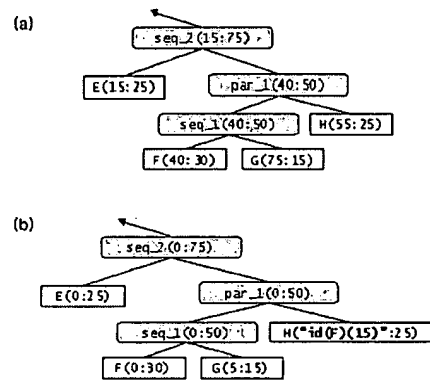 (a)
seq_2(15:75)
E(15:25)
par_1(40:50)
seq_1(40:50)
H(55:25)
F(40:30)
G(75:15)
(b)
seq_2(0:75)
E(0:25)
par_1(0:50)
seq_1(0:50)
H("id(F)(15)":25)
F(0:30)
G(5:15)